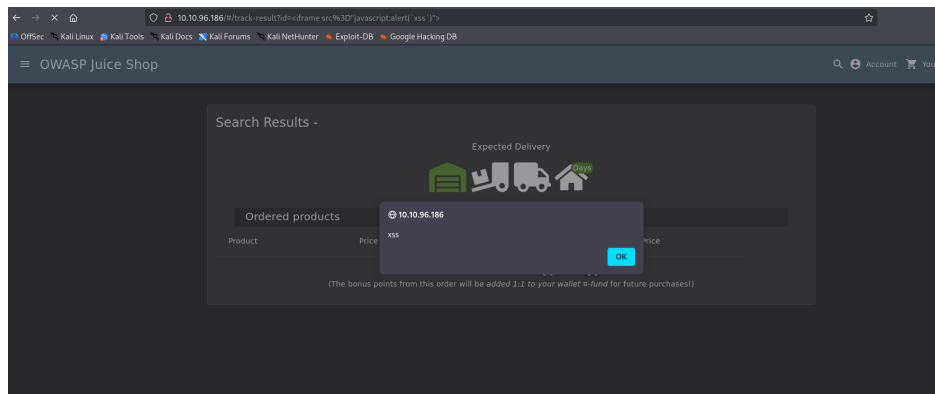 10.10.96.186/#/track-result?id=<iframe src%3D"javascript:alert(`xss`)">
OffSec Kali Linux Kali Tools Kali Docs Kali Forums Kali NetHunter Exploit-DB Google Hacking DB
OWASP Juice Shop Account You
Search Results -
Expected Delivery
Days
Ordered products
10.10.96.186
xss
Product Price Price
OK
(The bonus points from this order will be added 1:1 to your wallet ¤-fund for future purchases!)